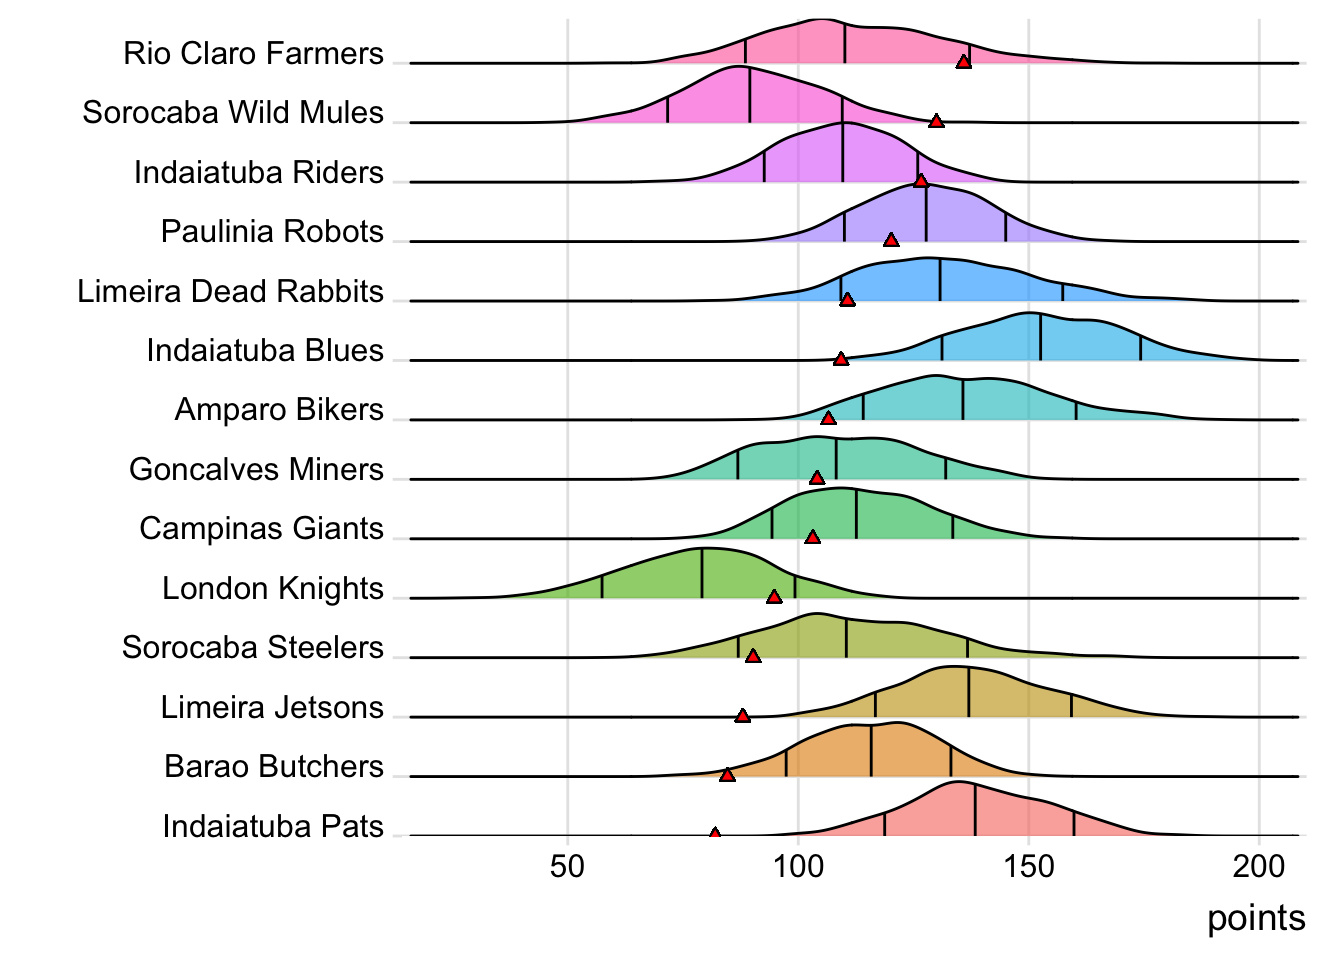 Rio Claro Farmers
Sorocaba Wild Mules
Indaiatuba Riders
Paulinia Robots
Limeira Dead Rabbits
Indaiatuba Blues
Amparo Bikers
Goncalves Miners
Campinas Giants
London Knights
Sorocaba Steelers
Limeira Jetsons
Barao Butchers
Indaiatuba Pats
50 100 150 200
points